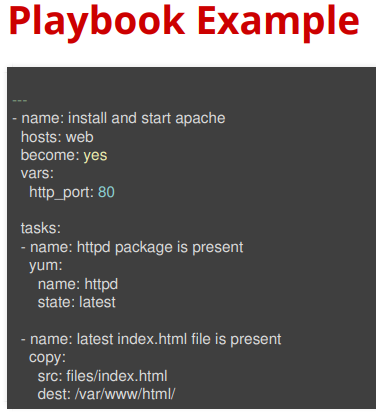 Playbook Example
---
- name: install and start apache
  hosts: web
  become: yes
  vars:
    http_port: 80
  tasks:
  - name: httpd package is present
    yum:
      name: httpd
      state: latest
  - name: latest index.html file is present
    copy:
      src: files/index.html
      dest: /var/www/html/